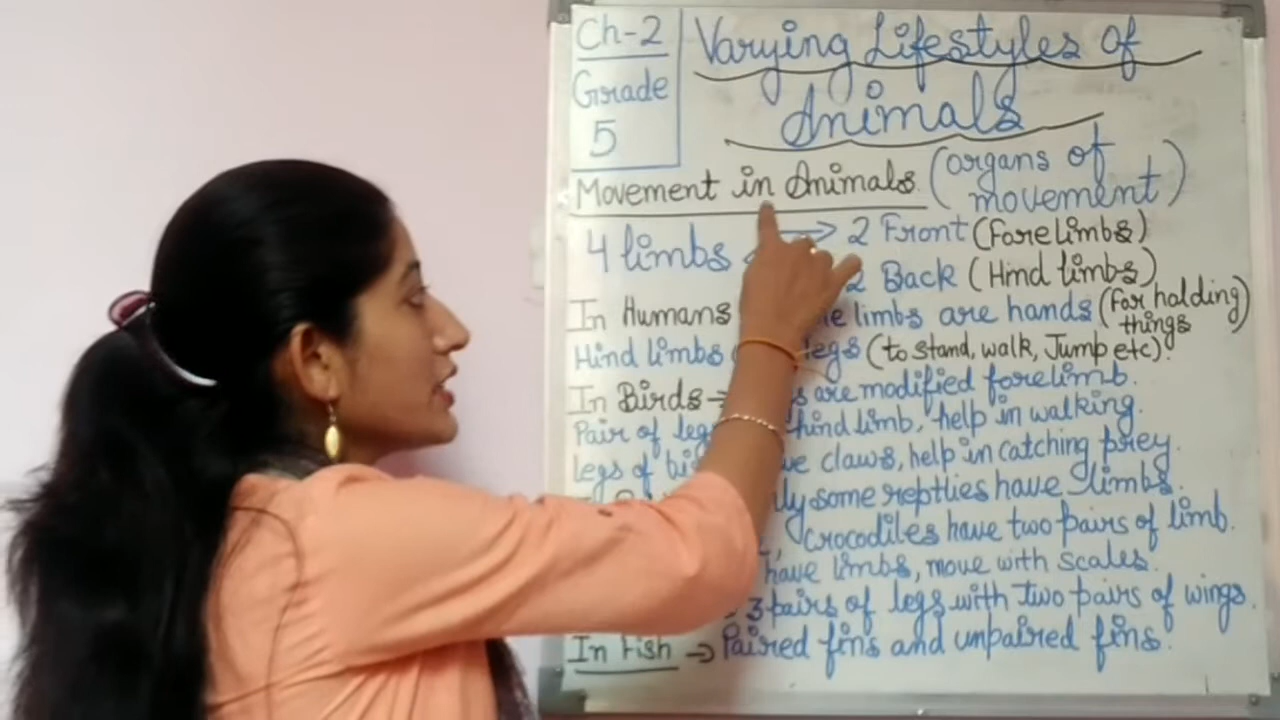 Ch-2
Grade
5
Varying Lifestyles of
Animals
Movement in Animals (organs of
movement)
4 limbs → 2 Front (Forelimbs)
2 Back (Hind limbs)
In Humans limbs are hands (for holding
things)
Hind limbs legs (to stand, walk, Jump etc).
In Birds → are modified forelimb.
Pair of hind limb, help in walking.
legs of claws, help in catching prey.
some reptlies have limbs.
crocodiles have two pairs of limb.
have limbs, move with scales.
3 pairs of legs with two pairs of wings.
In Fish → Paired fins and unpaired fins.